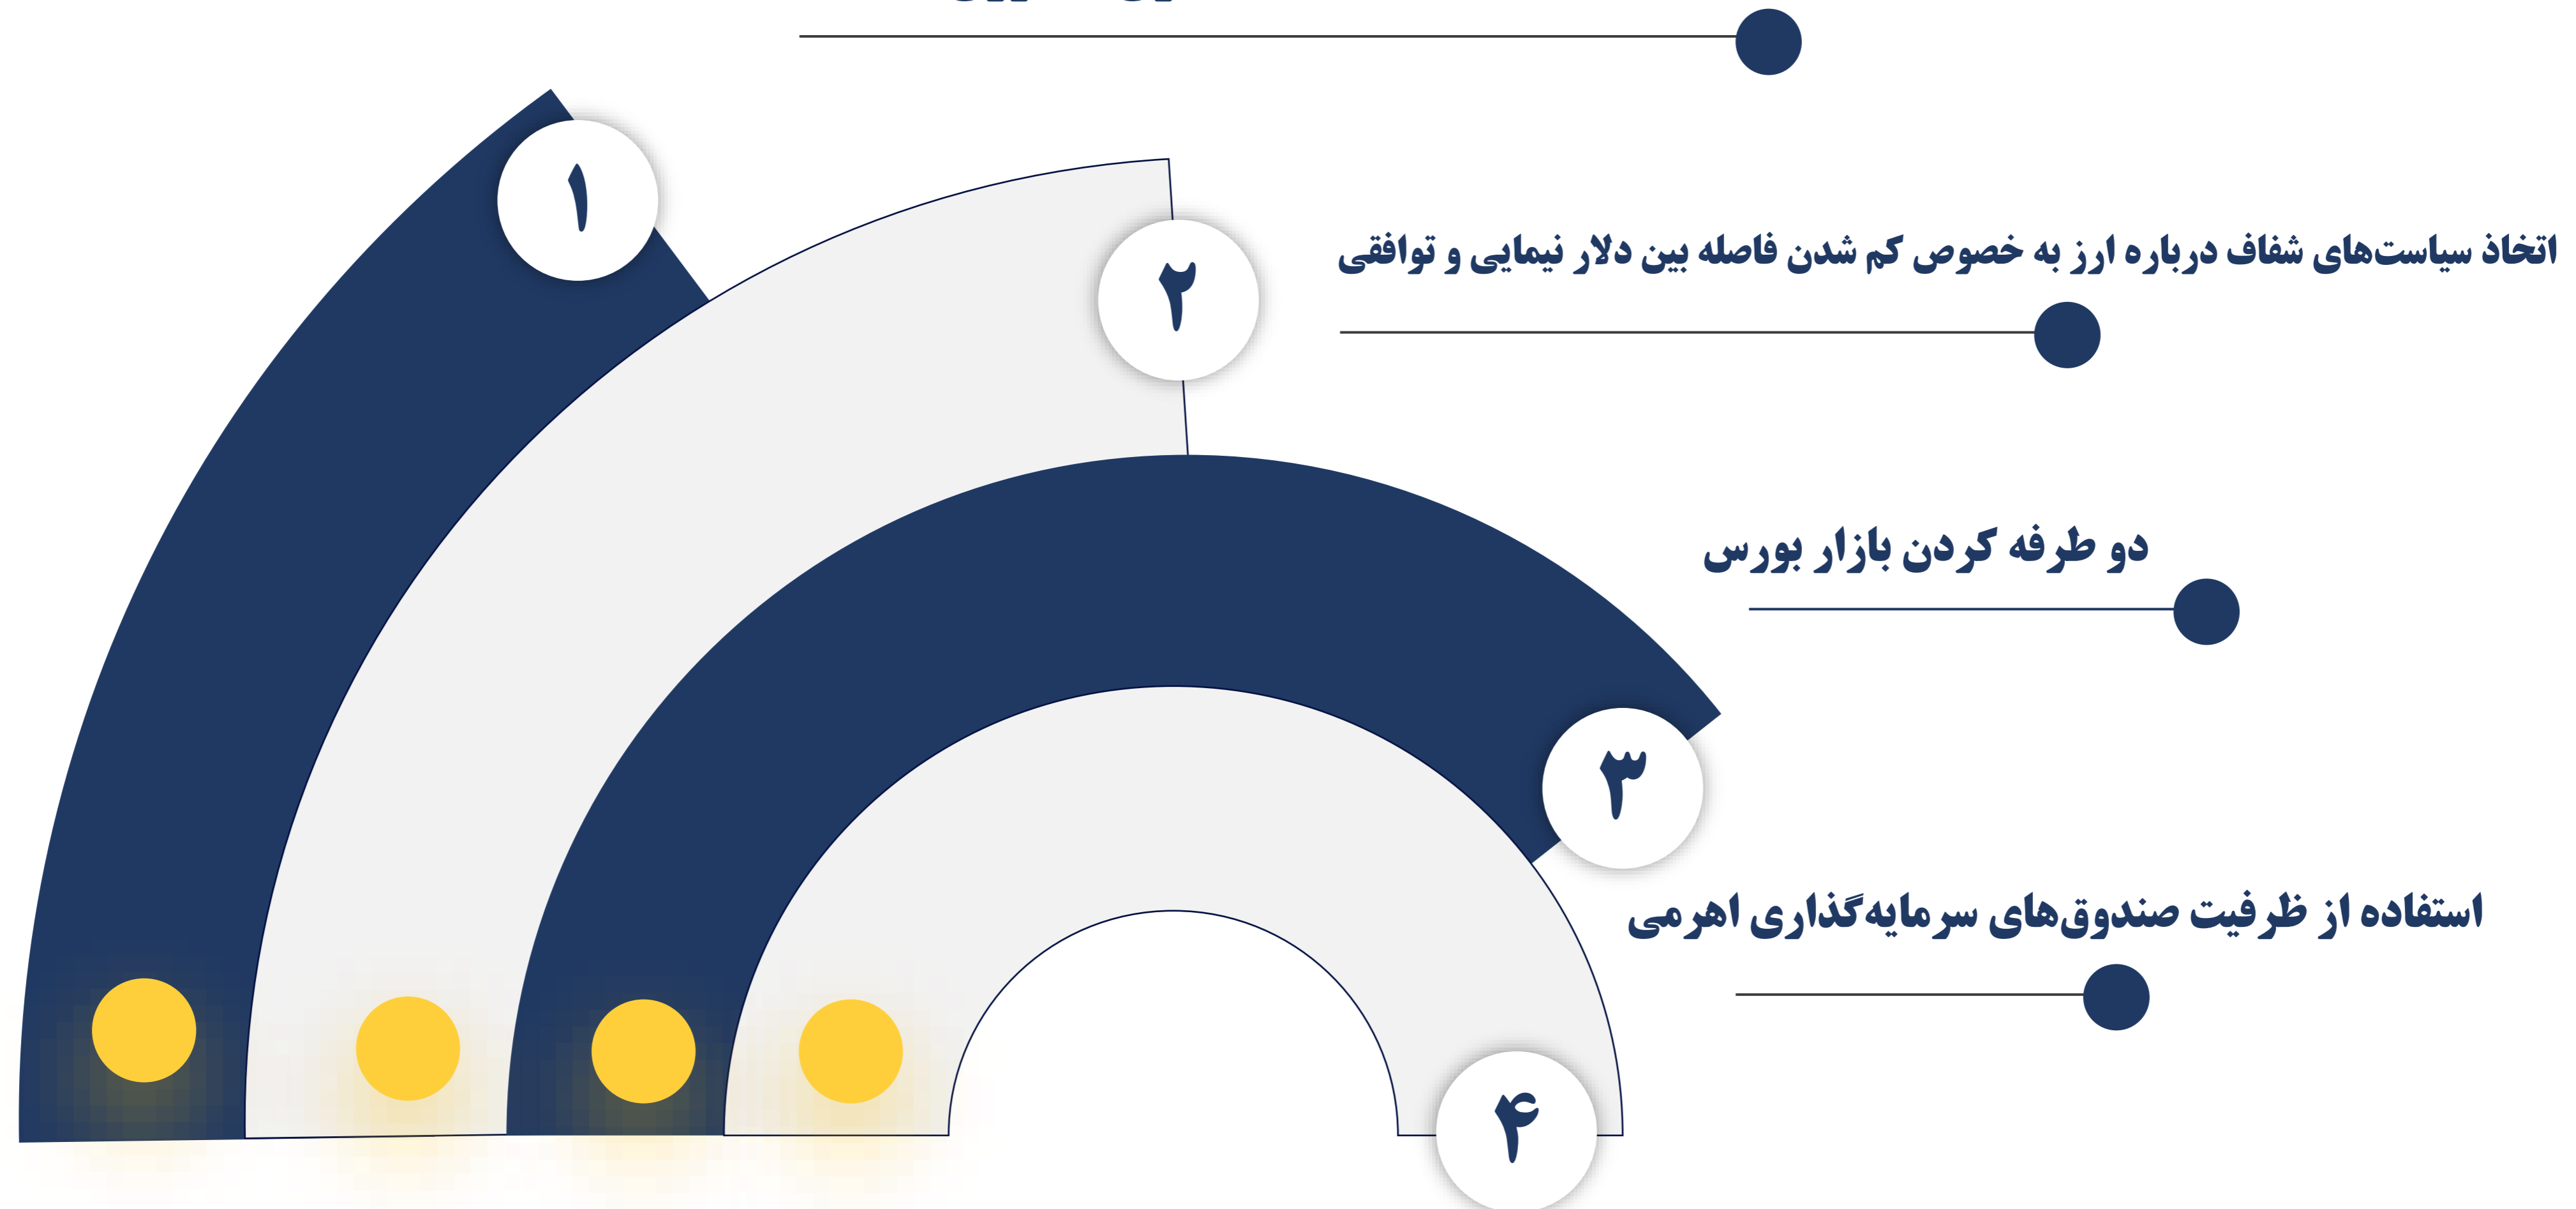 ۱
۲
اتخاذ سیاست‌های شفاف درباره ارز به خصوص کم شدن فاصله بین دلار نیمایی و توافقی
دو طرفه کردن بازار بورس
۳
استفاده از ظرفیت صندوق‌های سرمایه‌گذاری اهرمی
۴